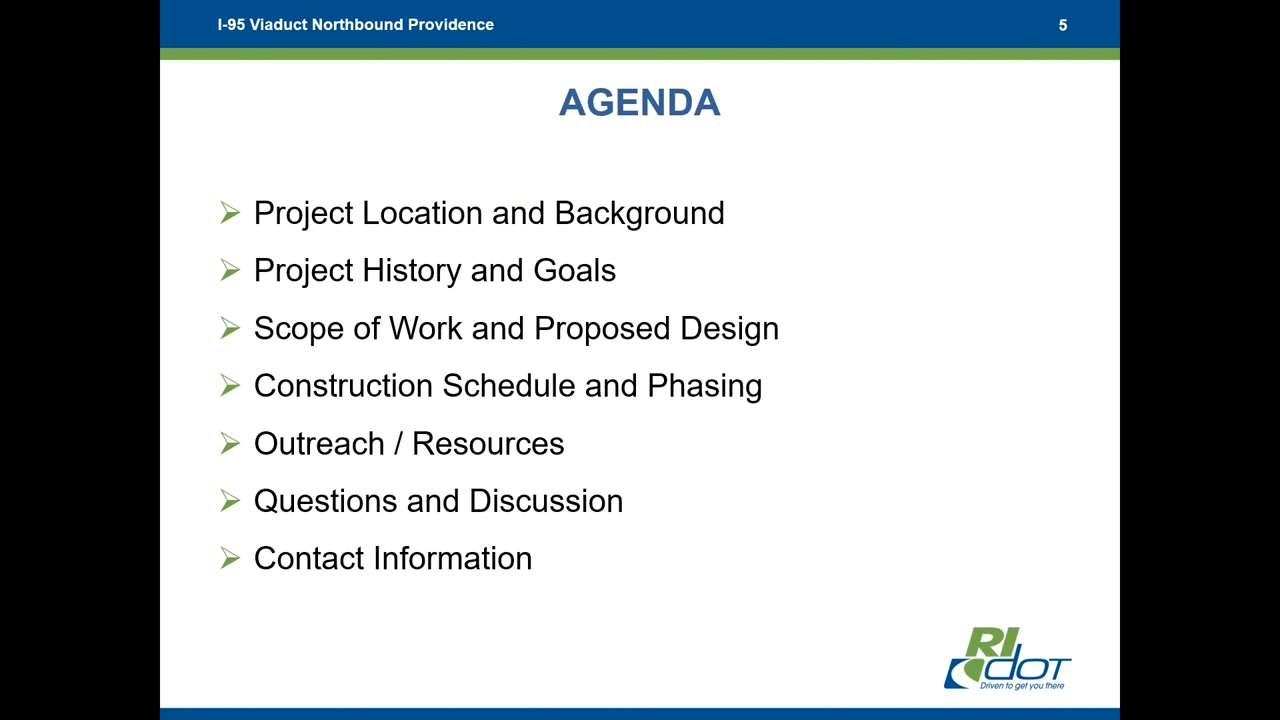 I-95 Viaduct Northbound Providence 5
AGENDA
Project Location and Background
Project History and Goals
Scope of Work and Proposed Design
Construction Schedule and Phasing
Outreach / Resources
Questions and Discussion
Contact Information
RI
DOT
Driven to get you there